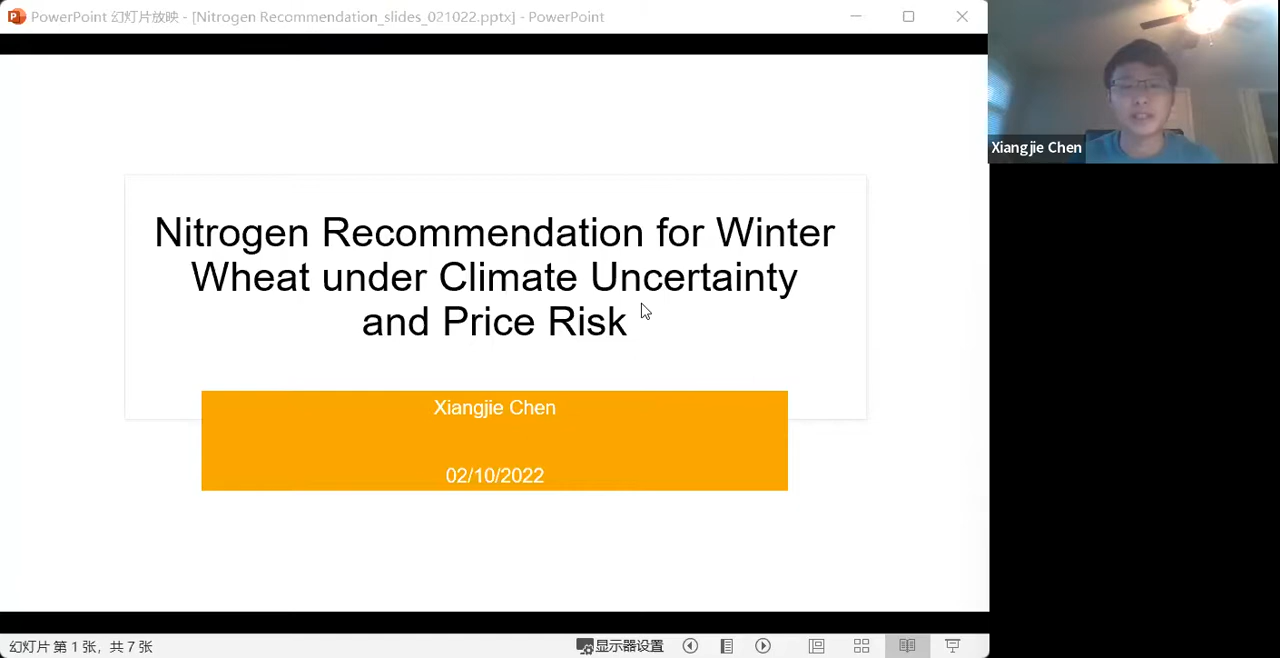 PowerPoint 幻灯片放映 - [Nitrogen Recommendation_slides_021022.pptx] - PowerPoint
Xiangjie Chen
Nitrogen Recommendation for Winter
Wheat under Climate Uncertainty
and Price Risk
Xiangjie Chen
02/10/2022
幻灯片 第 1 张，共 7 张
显示器设置